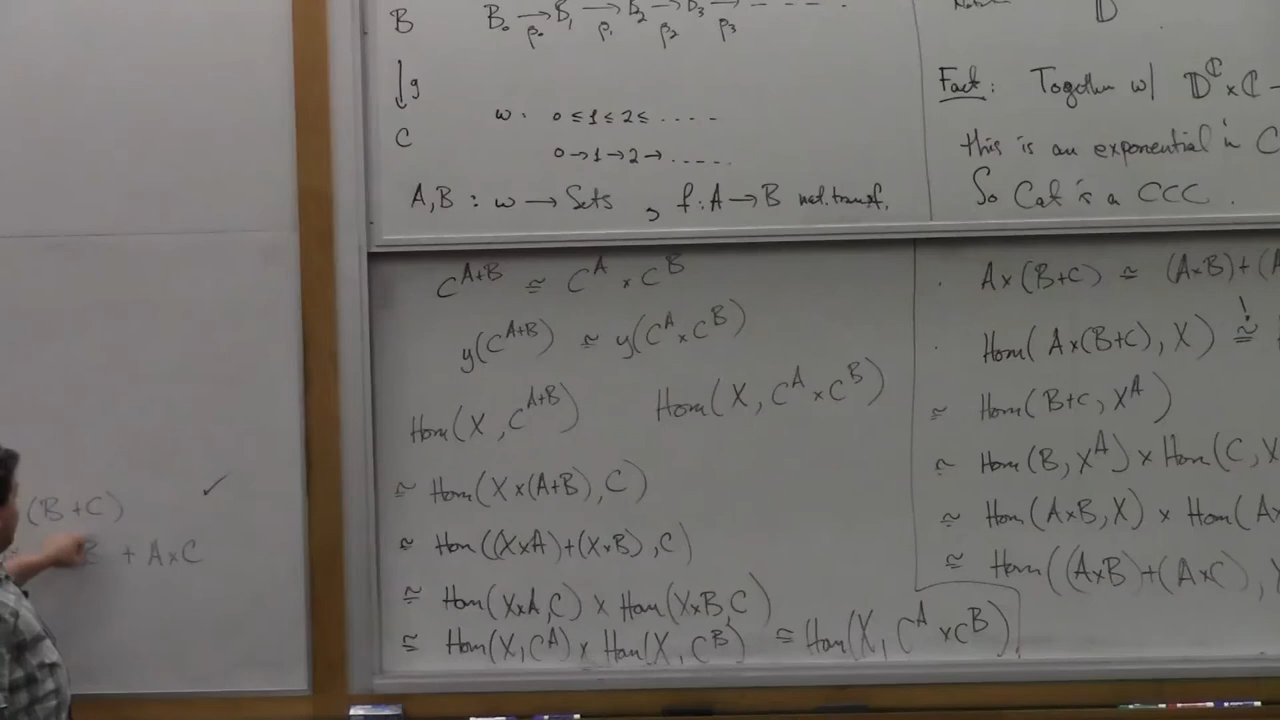 (B+C)
B + A×C
✓
B B₀ → B₁ → B₂ → B₃ → - - - - .
β₀ β₁ β₂ β₃
↓g
C
ω: 0 ≤ 1 ≤ 2 ≤ . . . .
0 → 1 → 2 → . . . . .
A,B : ω → Sets , f: A → B nat. transf.
𝔻
Fact: Together w/ 𝔻^ℂ × ℂ →
this is an exponential in C
So Cat is a CCC.
C^{A+B} ≅ C^A × C^B
y(C^{A+B}) ≅ y(C^A × C^B)
Hom(X, C^{A+B}) Hom(X, C^A × C^B)
≅ Hom(X×(A+B), C)
≅ Hom((X×A)+(X×B), C)
≅ Hom(X×A, C) × Hom(X×B, C)
≅ Hom(X, C^A) × Hom(X, C^B) ≅ Hom(X, C^A × C^B)
. A×(B+C) ≅ (A×B)+(A
!
. Hom(A×(B+C), X) ≅
≅ Hom(B+C, X^A)
≅ Hom(B, X^A) × Hom(C, X
≅ Hom(A×B, X) × Hom(A×
≅ Hom((A×B)+(A×C),